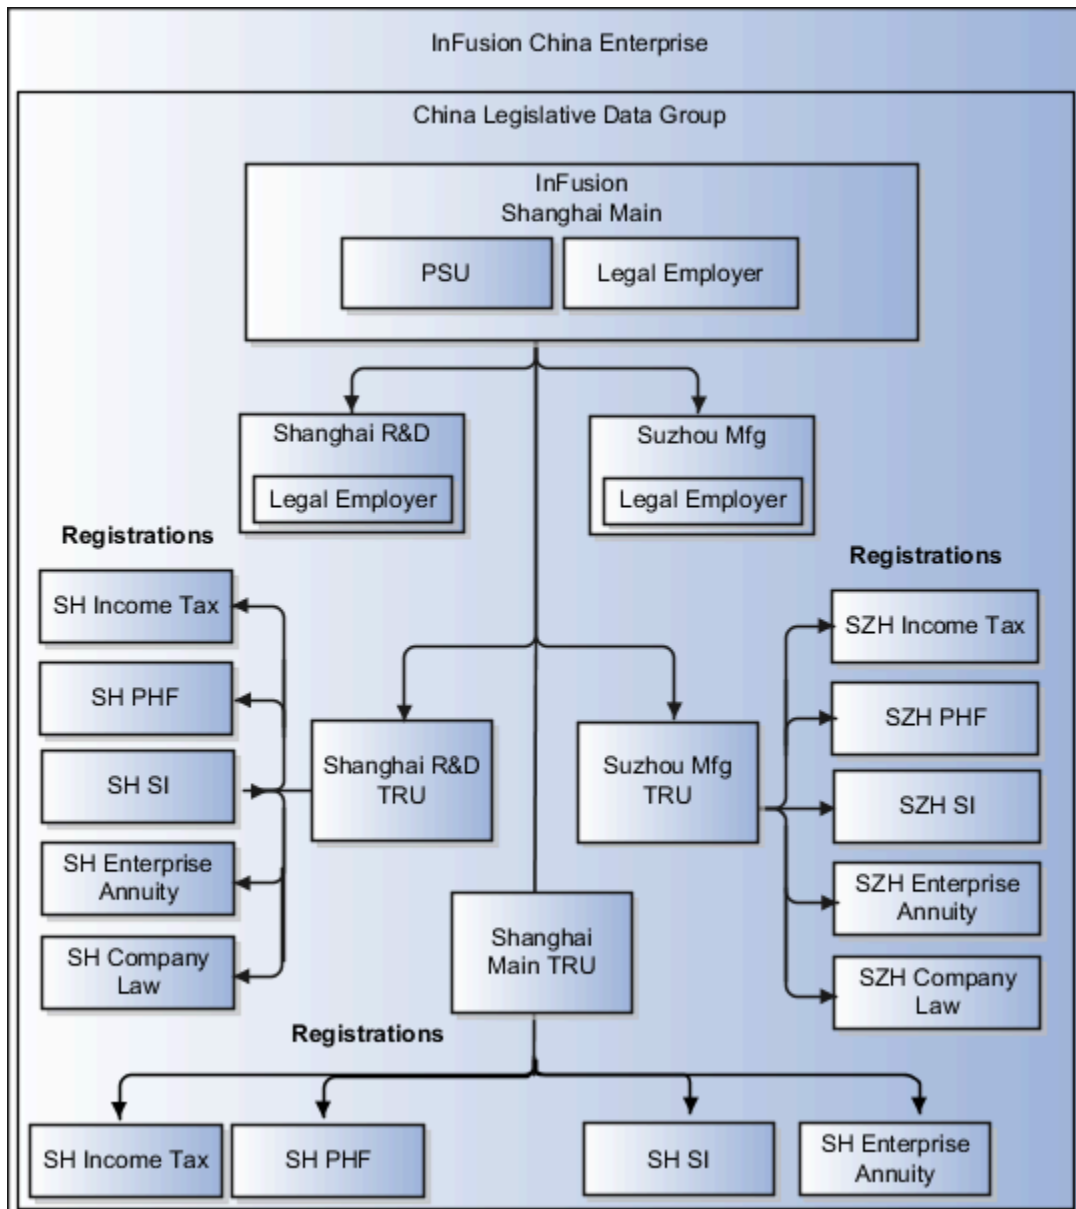 InFusion China Enterprise
China Legislative Data Group
InFusion
Shanghai Main
PSU
Legal Employer
Shanghai R&D
Legal Employer
Suzhou Mfg
Legal Employer
Registrations
SH Income Tax
SH PHF
SH SI
SH Enterprise
Annuity
SH Company
Law
Shanghai R&D
TRU
Suzhou Mfg
TRU
Registrations
SZH Income Tax
SZH PHF
SZH SI
SZH Enterprise
Annuity
SZH Company
Law
Shanghai
Main TRU
Registrations
SH Income Tax
SH PHF
SH SI
SH Enterprise
Annuity